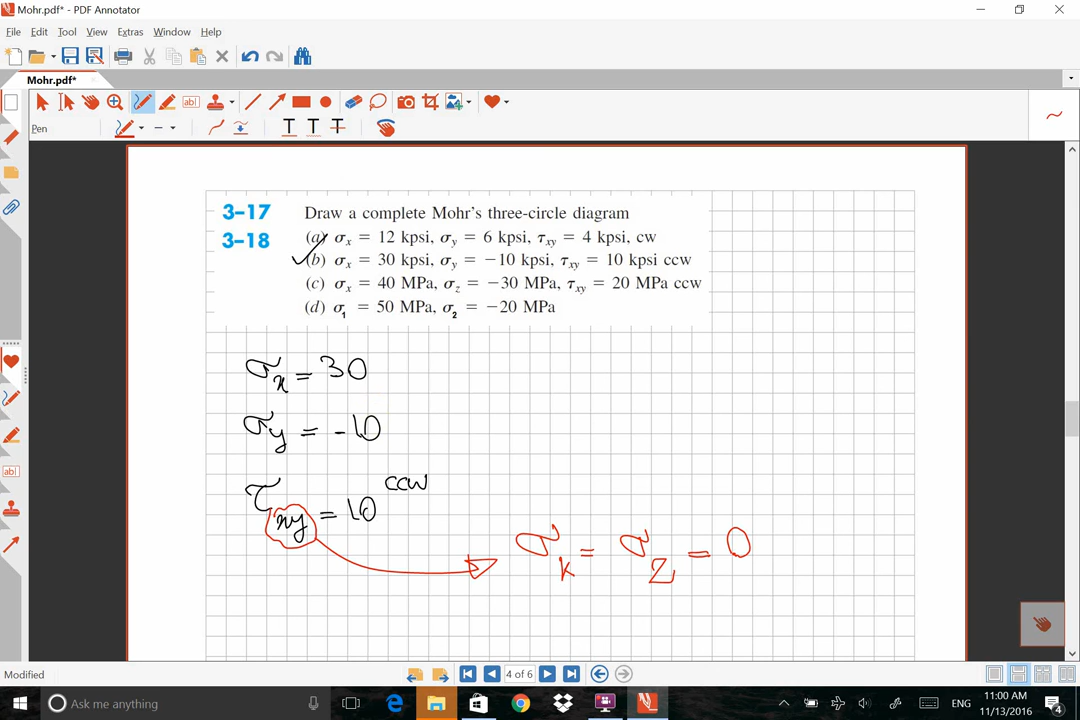 Mohr.pdf* - PDF Annotator
File Edit Tool View Extras Window Help
Mohr.pdf*
Pen
3–17 Draw a complete Mohr's three-circle diagram
3–18 (a) σx = 12 kpsi, σy = 6 kpsi, τxy = 4 kpsi, cw
(b) σx = 30 kpsi, σy = −10 kpsi, τxy = 10 kpsi ccw
(c) σx = 40 MPa, σz = −30 MPa, τxy = 20 MPa ccw
(d) σ1 = 50 MPa, σ2 = −20 MPa
σx = 30
σy = -10
τxy = 10 ccw
σk = σz = 0
Modified
4 of 6
Ask me anything
ENG
11:00 AM
11/13/2016
4